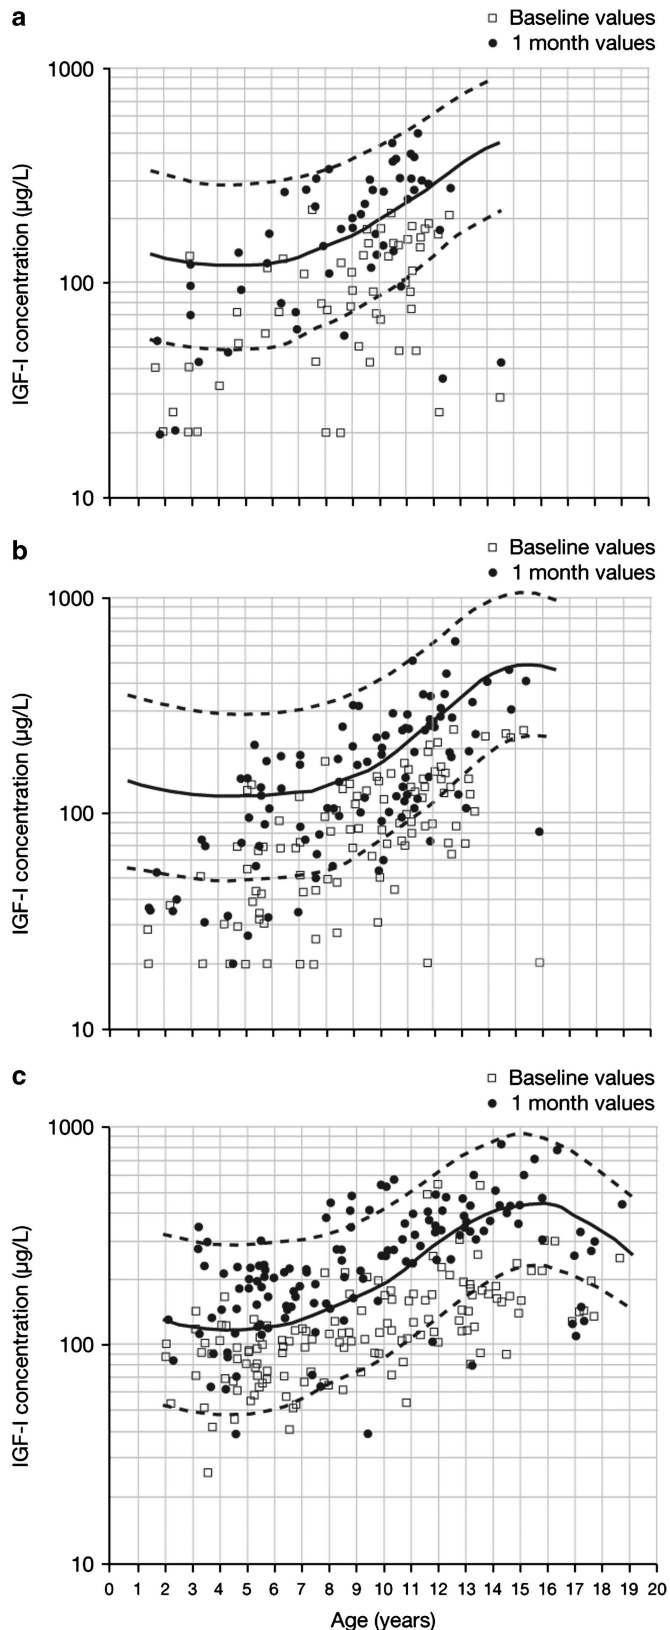 a
Baseline values
1 month values
1000
100
10
IGF-I concentration (µg/L)
b
Baseline values
1 month values
1000
100
10
IGF-I concentration (µg/L)
c
Baseline values
1 month values
1000
100
10
IGF-I concentration (µg/L)
0 1 2 3 4 5 6 7 8 9 10 11 12 13 14 15 16 17 18 19 20
Age (years)